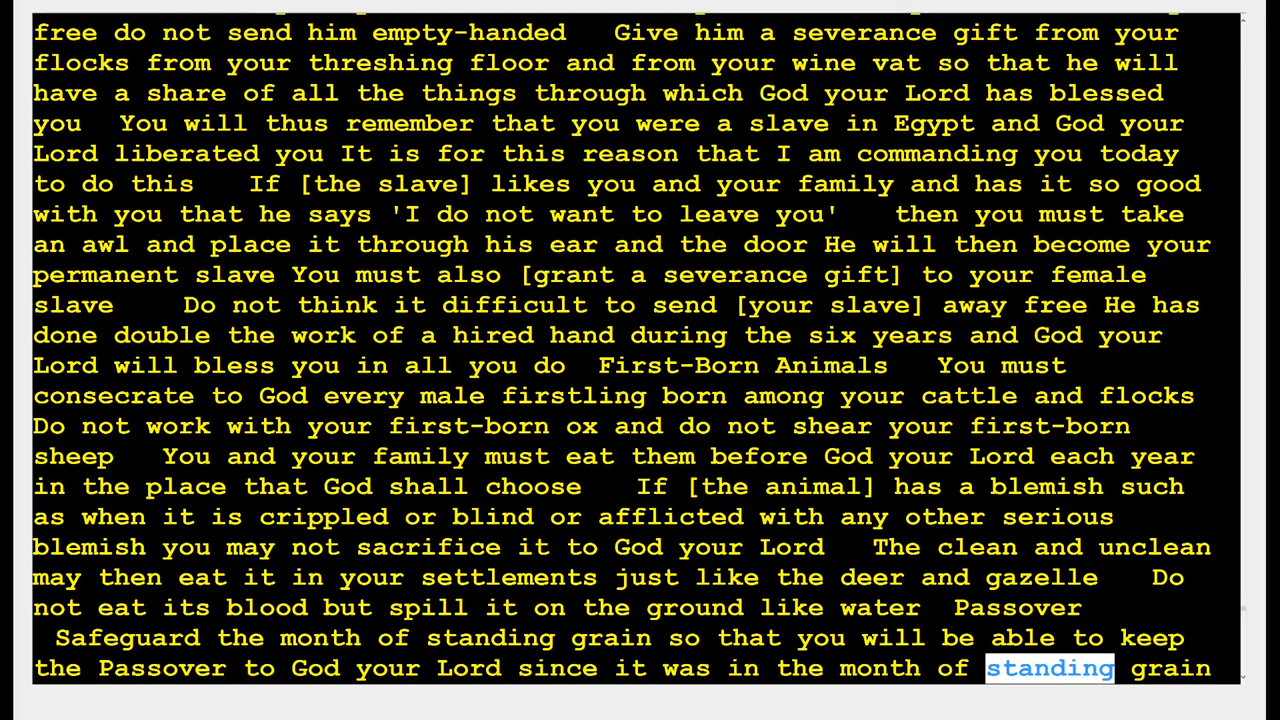 free do not send him empty-handed Give him a severance gift from your
flocks from your threshing floor and from your wine vat so that he will
have a share of all the things through which God your Lord has blessed
you You will thus remember that you were a slave in Egypt and God your
Lord liberated you It is for this reason that I am commanding you today
to do this If [the slave] likes you and your family and has it so good
with you that he says 'I do not want to leave you' then you must take
an awl and place it through his ear and the door He will then become your
permanent slave You must also [grant a severance gift] to your female
slave Do not think it difficult to send [your slave] away free He has
done double the work of a hired hand during the six years and God your
Lord will bless you in all you do First-Born Animals You must
consecrate to God every male firstling born among your cattle and flocks
Do not work with your first-born ox and do not shear your first-born
sheep You and your family must eat them before God your Lord each year
in the place that God shall choose If [the animal] has a blemish such
as when it is crippled or blind or afflicted with any other serious
blemish you may not sacrifice it to God your Lord The clean and unclean
may then eat it in your settlements just like the deer and gazelle Do
not eat its blood but spill it on the ground like water Passover
Safeguard the month of standing grain so that you will be able to keep
the Passover to God your Lord since it was in the month of standing grain